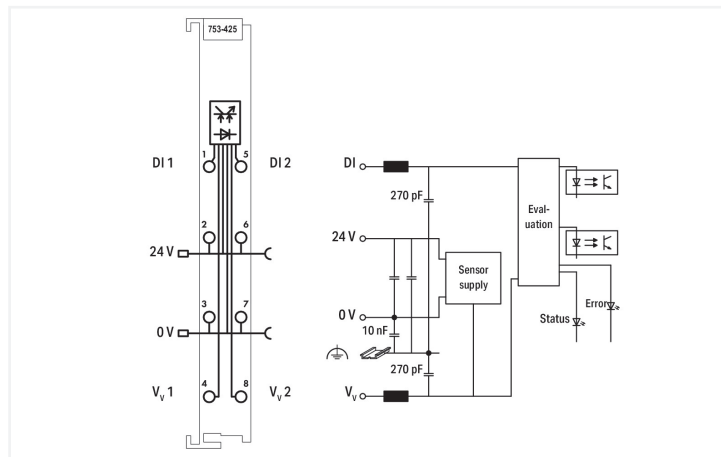 753-425
1 5
DI 1 DI 2
2 6
24 V
3 7
0 V
4 8
Vv 1 Vv 2
DI
270 pF
Eval-
uation
24 V
Sensor
supply
0 V
10 nF
Status
Error
270 pF
Vv